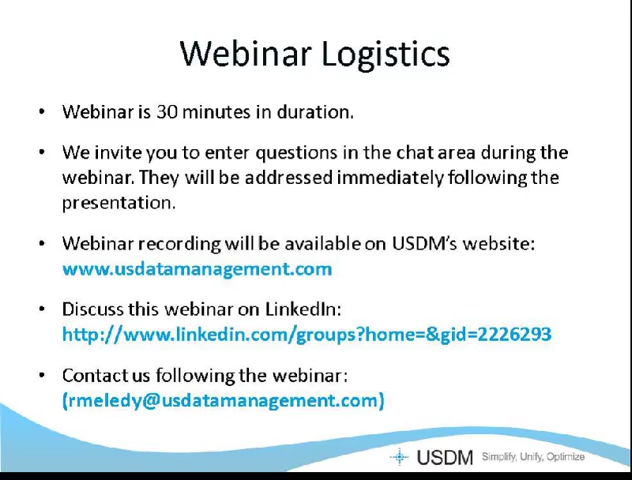 Webinar Logistics
• Webinar is 30 minutes in duration.
• We invite you to enter questions in the chat area during the
webinar. They will be addressed immediately following the
presentation.
• Webinar recording will be available on USDM's website:
www.usdatamanagement.com
• Discuss this webinar on LinkedIn:
http://www.linkedin.com/groups?home=&gid=2226293
• Contact us following the webinar:
(rmeledy@usdatamanagement.com)
USDM Simplify, Unify, Optimize